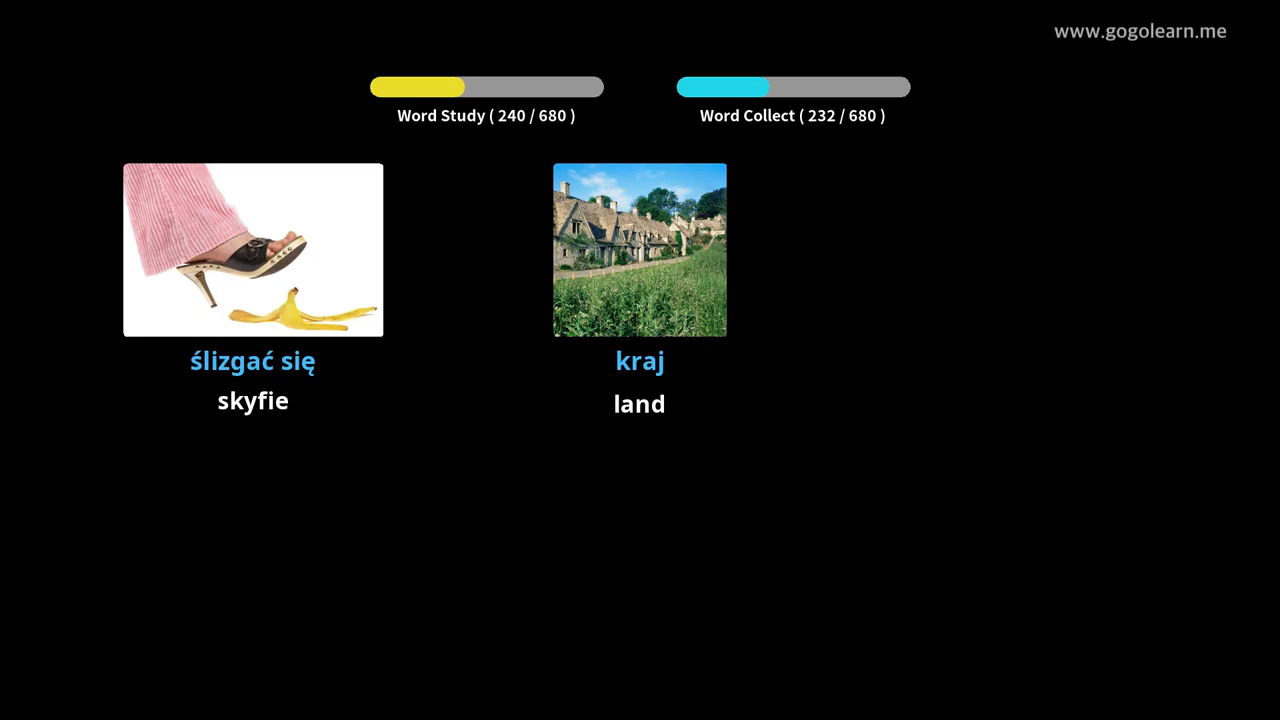 www.gogolearn.me
Word Study ( 240 / 680 )
Word Collect ( 232 / 680 )
ślizgać się
skyfie
kraj
land